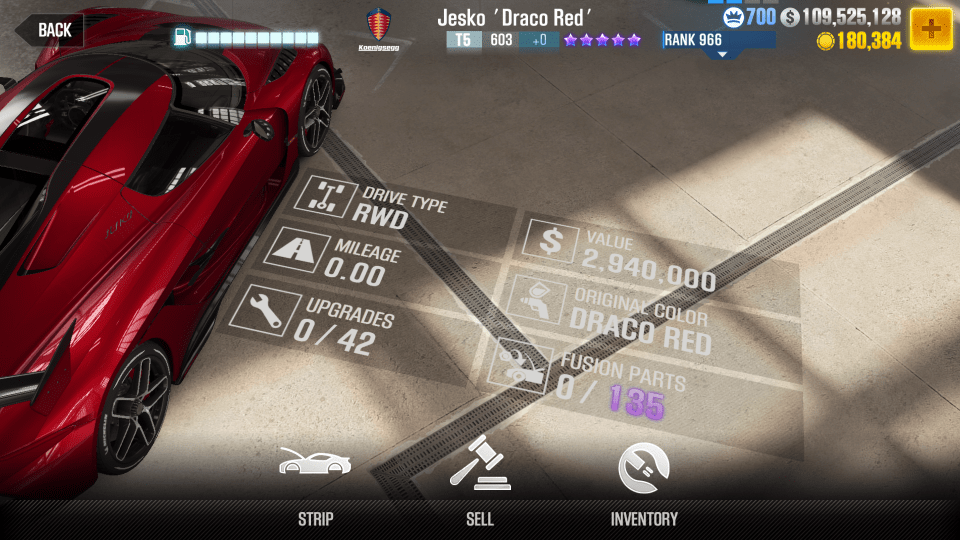 BACK
Koenigsegg
Jesko 'Draco Red'
T5 603 +0
RANK 966
700 109,525,128
180,384
DRIVE TYPE
RWD
MILEAGE
0.00
UPGRADES
0 / 42
VALUE
2,940,000
ORIGINAL COLOR
DRACO RED
FUSION PARTS
0 / 135
STRIP
SELL
INVENTORY